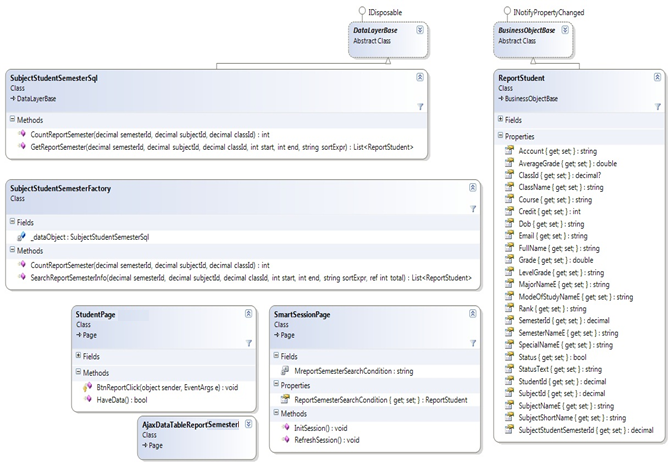 IDisposable
DataLayerBase
Abstract Class
INotifyPropertyChanged
BusinessObjectBase
Abstract Class
SubjectStudentSemesterSql
Class
DataLayerBase
Methods
CountReportSemester(decimal semesterId, decimal subjectId, decimal classId) : int
GetReportSemester(decimal semesterId, decimal subjectId, decimal classId, int start, int end, string sortExpr) : List<ReportStudent>
SubjectStudentSemesterFactory
Class
Fields
_dataObject : SubjectStudentSemesterSql
Methods
CountReportSemester(decimal semesterId, decimal subjectId, decimal classId) : int
SearchReportSemesterInfo(decimal semesterId, decimal subjectId, decimal classId, int start, int end, string sortExpr, ref int total) : List<ReportStudent>
StudentPage
Class
Page
Fields
Methods
BtnReportClick(object sender, EventArgs e) : void
HaveData() : bool
AjaxDataTableReportSemester
Class
Page
SmartSessionPage
Class
Page
Fields
MreportSemesterSearchCondition : string
Properties
ReportSemesterSearchCondition { get; set; } : ReportStudent
Methods
InitSession() : void
RefreshSession() : void
ReportStudent
Class
BusinessObjectBase
Fields
Properties
Account { get; set; } : string
AverageGrade { get; set; } : double
ClassId { get; set; } : decimal?
ClassName { get; set; } : string
Course { get; set; } : string
Credit { get; set; } : int
Dob { get; set; } : string
Email { get; set; } : string
FullName { get; set; } : string
Grade { get; set; } : double
LevelGrade { get; set; } : string
MajorNameE { get; set; } : string
ModeOfStudyNameE { get; set; } : string
Rank { get; set; } : string
SemesterId { get; set; } : decimal
SemesterNameE { get; set; } : string
SpecialNameE { get; set; } : string
Status { get; set; } : bool
StatusText { get; set; } : string
StudentId { get; set; } : decimal
SubjectId { get; set; } : decimal
SubjectNameE { get; set; } : string
SubjectShortName { get; set; } : string
SubjectStudentSemesterId { get; set; } : decimal